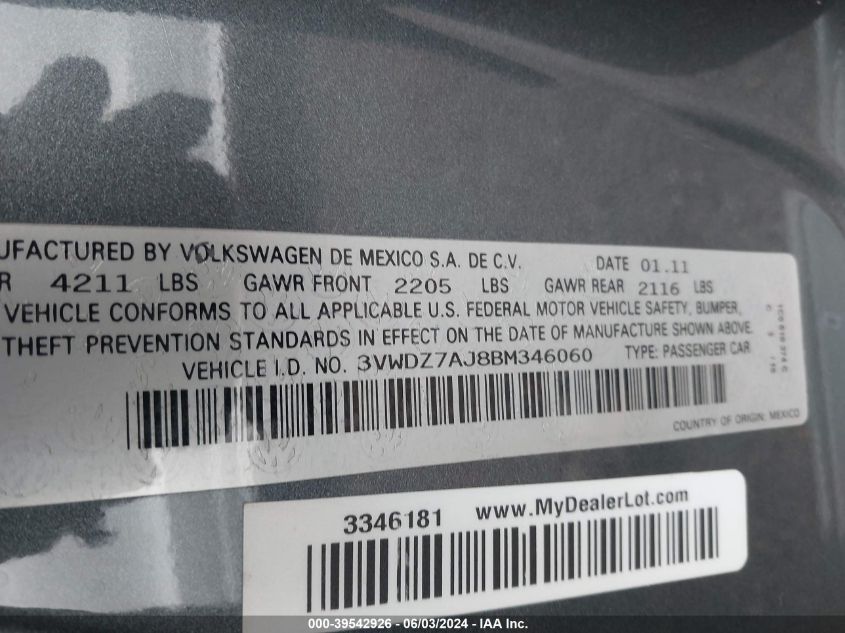 UFACTURED BY VOLKSWAGEN DE MEXICO S.A. DE C.V. DATE 01.11
R 4211 LBS GAWR FRONT 2205 LBS GAWR REAR 2116 LBS
VEHICLE CONFORMS TO ALL APPLICABLE U.S. FEDERAL MOTOR VEHICLE SAFETY, BUMPER,
THEFT PREVENTION STANDARDS IN EFFECT ON THE DATE OF MANUFACTURE SHOWN ABOVE.
VEHICLE I.D. NO. 3VWDZ7AJ8BM346060 TYPE: PASSENGER CAR
COUNTRY OF ORIGIN: MEXICO
3346181 www.MyDealerLot.com
000-39542926 - 06/03/2024 - IAA Inc.